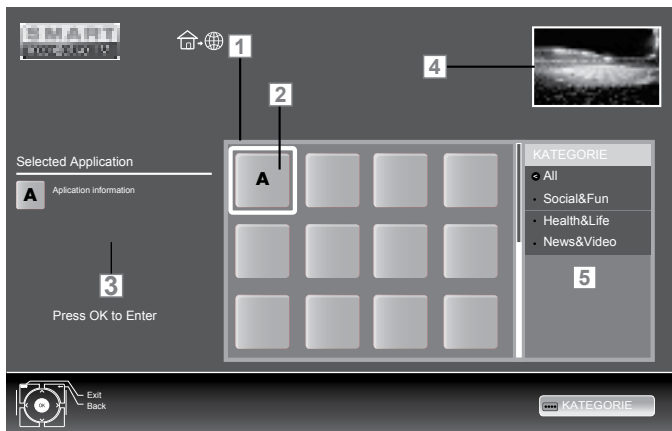 SMART
1
4
2
Selected Application
A
Aplication information
A
KATEGORIE
All
Social&Fun
Health&Life
News&Video
3
5
Press OK to Enter
Exit
Back
OK
KATEGORIE